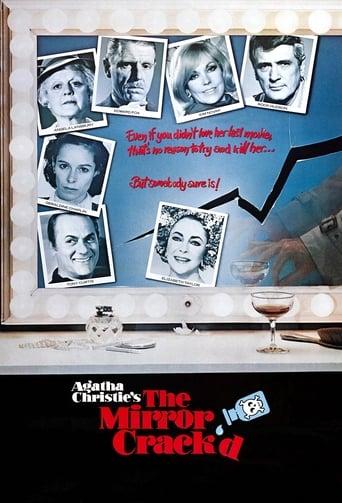 ANGELA LANSBURY
EDWARD FOX
KIM NOVAK
ROCK HUDSON
Even if you didn't love her last movie,
that's no reason to try and kill her...
But somebody sure is!
GERALDINE CHAPLIN
TONY CURTIS
ELIZABETH TAYLOR
Agatha
Christie's
The
Mirror
Crack'd